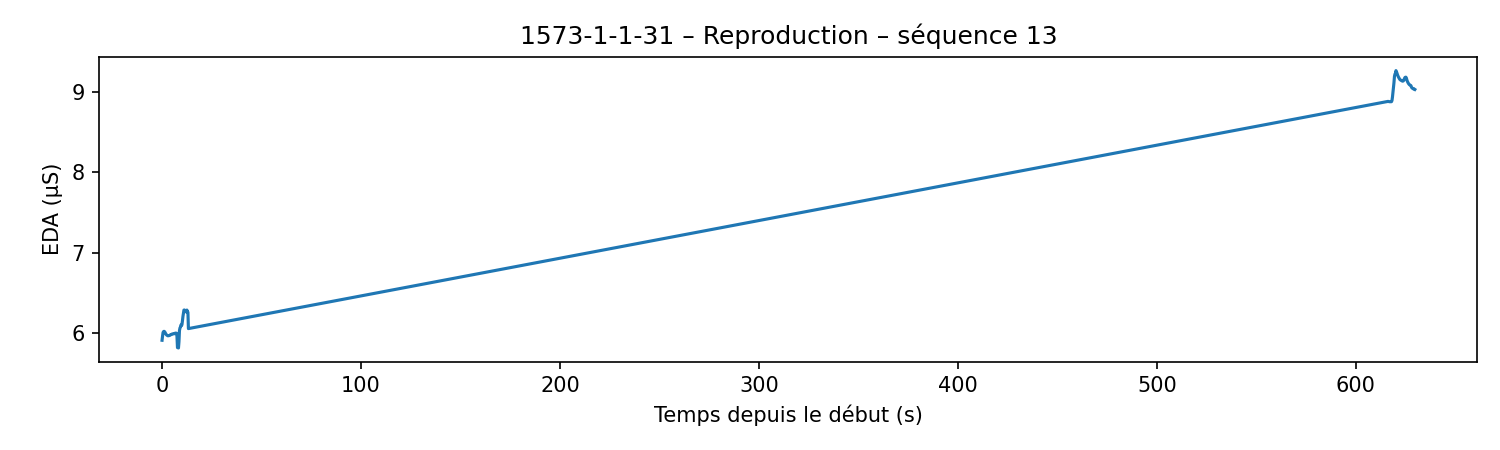 1573-1-1-31 – Reproduction – séquence 13
EDA (µS)
9
8
7
6
0 100 200 300 400 500 600
Temps depuis le début (s)